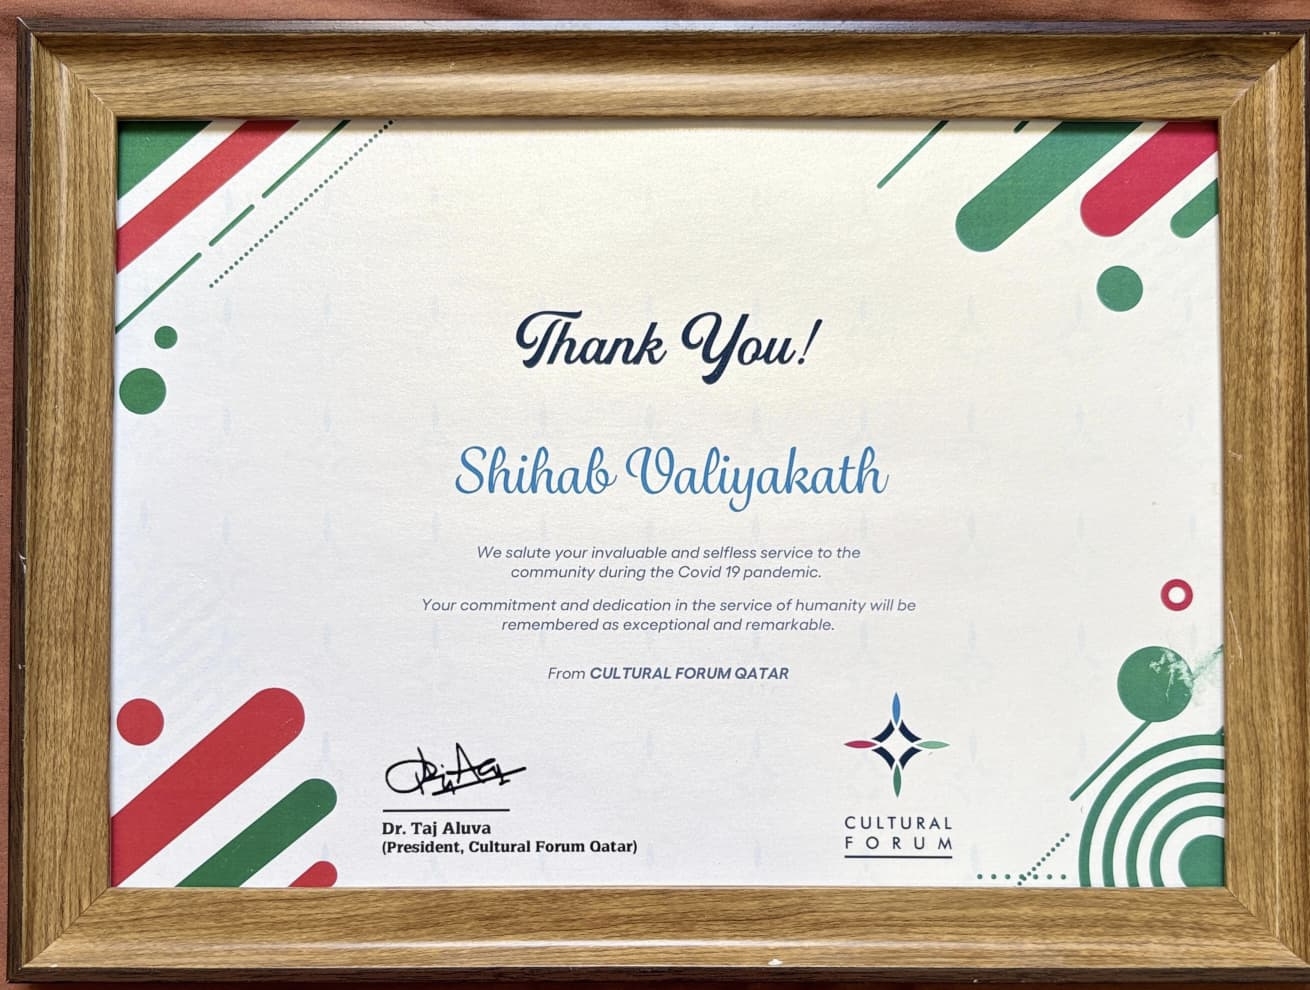 Thank You!
Shihab Valiyakath
We salute your invaluable and selfless service to the
community during the Covid 19 pandemic.
Your commitment and dedication in the service of humanity will be
remembered as exceptional and remarkable.
From CULTURAL FORUM QATAR
Dr. Taj Aluva
(President, Cultural Forum Qatar)
CULTURAL
FORUM